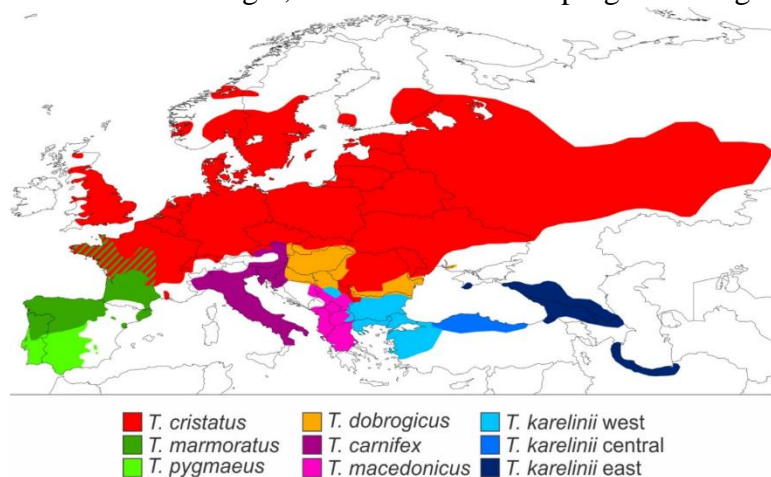 T. cristatus T. dobrogicus T. karelinii west
T. marmoratus T. carnifex T. karelinii central
T. pygmaeus T. macedonicus T. karelinii east